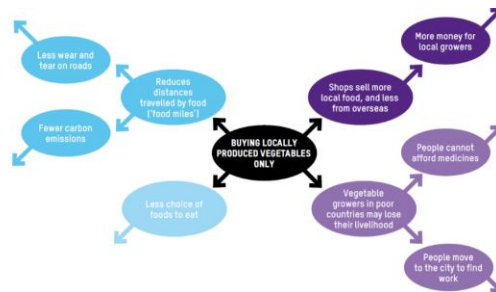 Less wear and
tear on roads
Fewer carbon
emissions
Reduces
distances
travelled by food
('food miles')
Less choice of
foods to eat
BUYING LOCALLY
PRODUCED VEGETABLES
ONLY
Shops sell more
local food, and less
from overseas
More money for
local growers
Vegetable
growers in poor
countries may lose
their livelihood
People cannot
afford medicines
People move
to the city to find
work